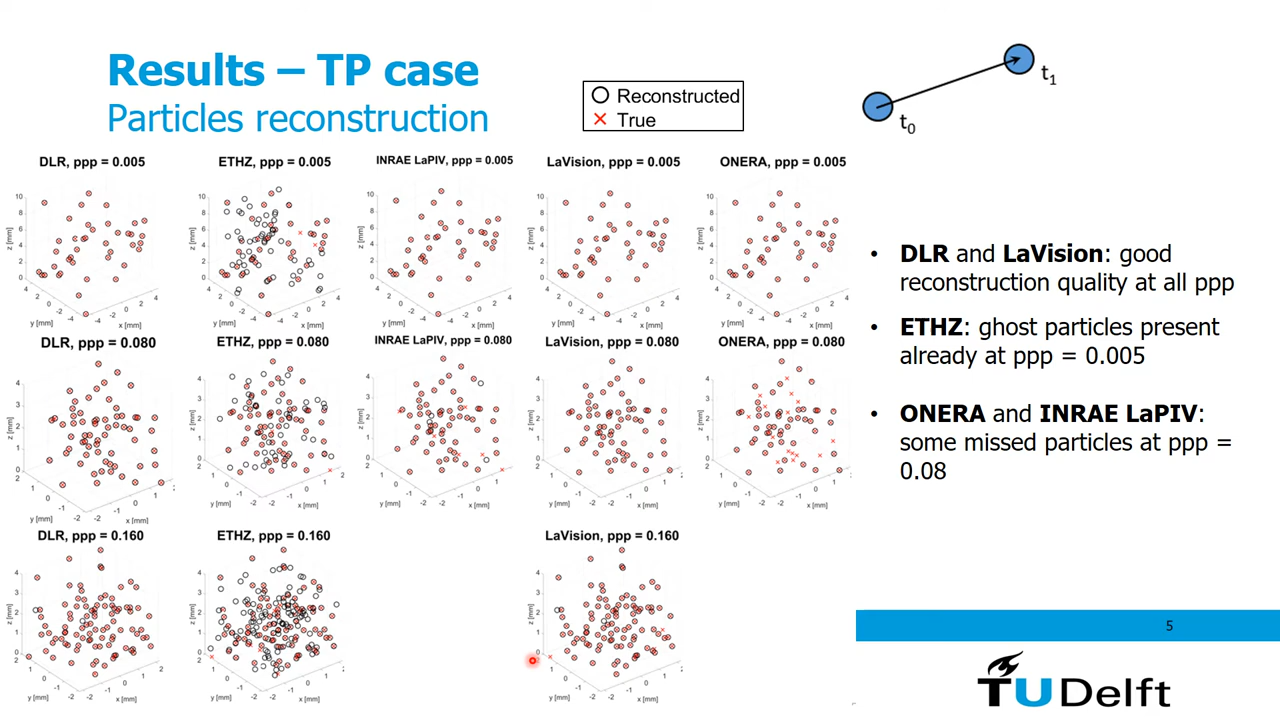 Results – TP case
Particles reconstruction
Reconstructed
True
t0
t1
DLR, ppp = 0.005
ETHZ, ppp = 0.005
INRAE LaPIV, ppp = 0.005
LaVision, ppp = 0.005
ONERA, ppp = 0.005
DLR, ppp = 0.080
ETHZ, ppp = 0.080
INRAE LaPIV, ppp = 0.080
LaVision, ppp = 0.080
ONERA, ppp = 0.080
DLR, ppp = 0.160
ETHZ, ppp = 0.160
LaVision, ppp = 0.160
z [mm]
y [mm]
x [mm]
• DLR and LaVision: good
reconstruction quality at all ppp
• ETHZ: ghost particles present
already at ppp = 0.005
• ONERA and INRAE LaPIV:
some missed particles at ppp =
0.08
5
TU Delft